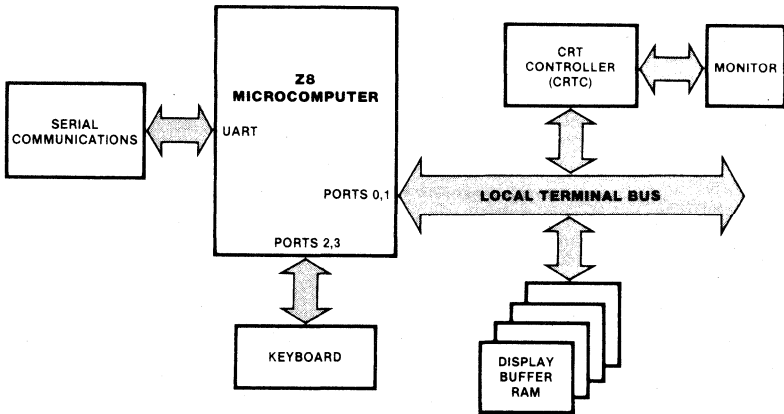 Z8
MICROCOMPUTER
SERIAL
COMMUNICATIONS
UART
PORTS 0,1
PORTS 2,3
KEYBOARD
CRT
CONTROLLER
(CRTC)
MONITOR
LOCAL TERMINAL BUS
DISPLAY
BUFFER
RAM